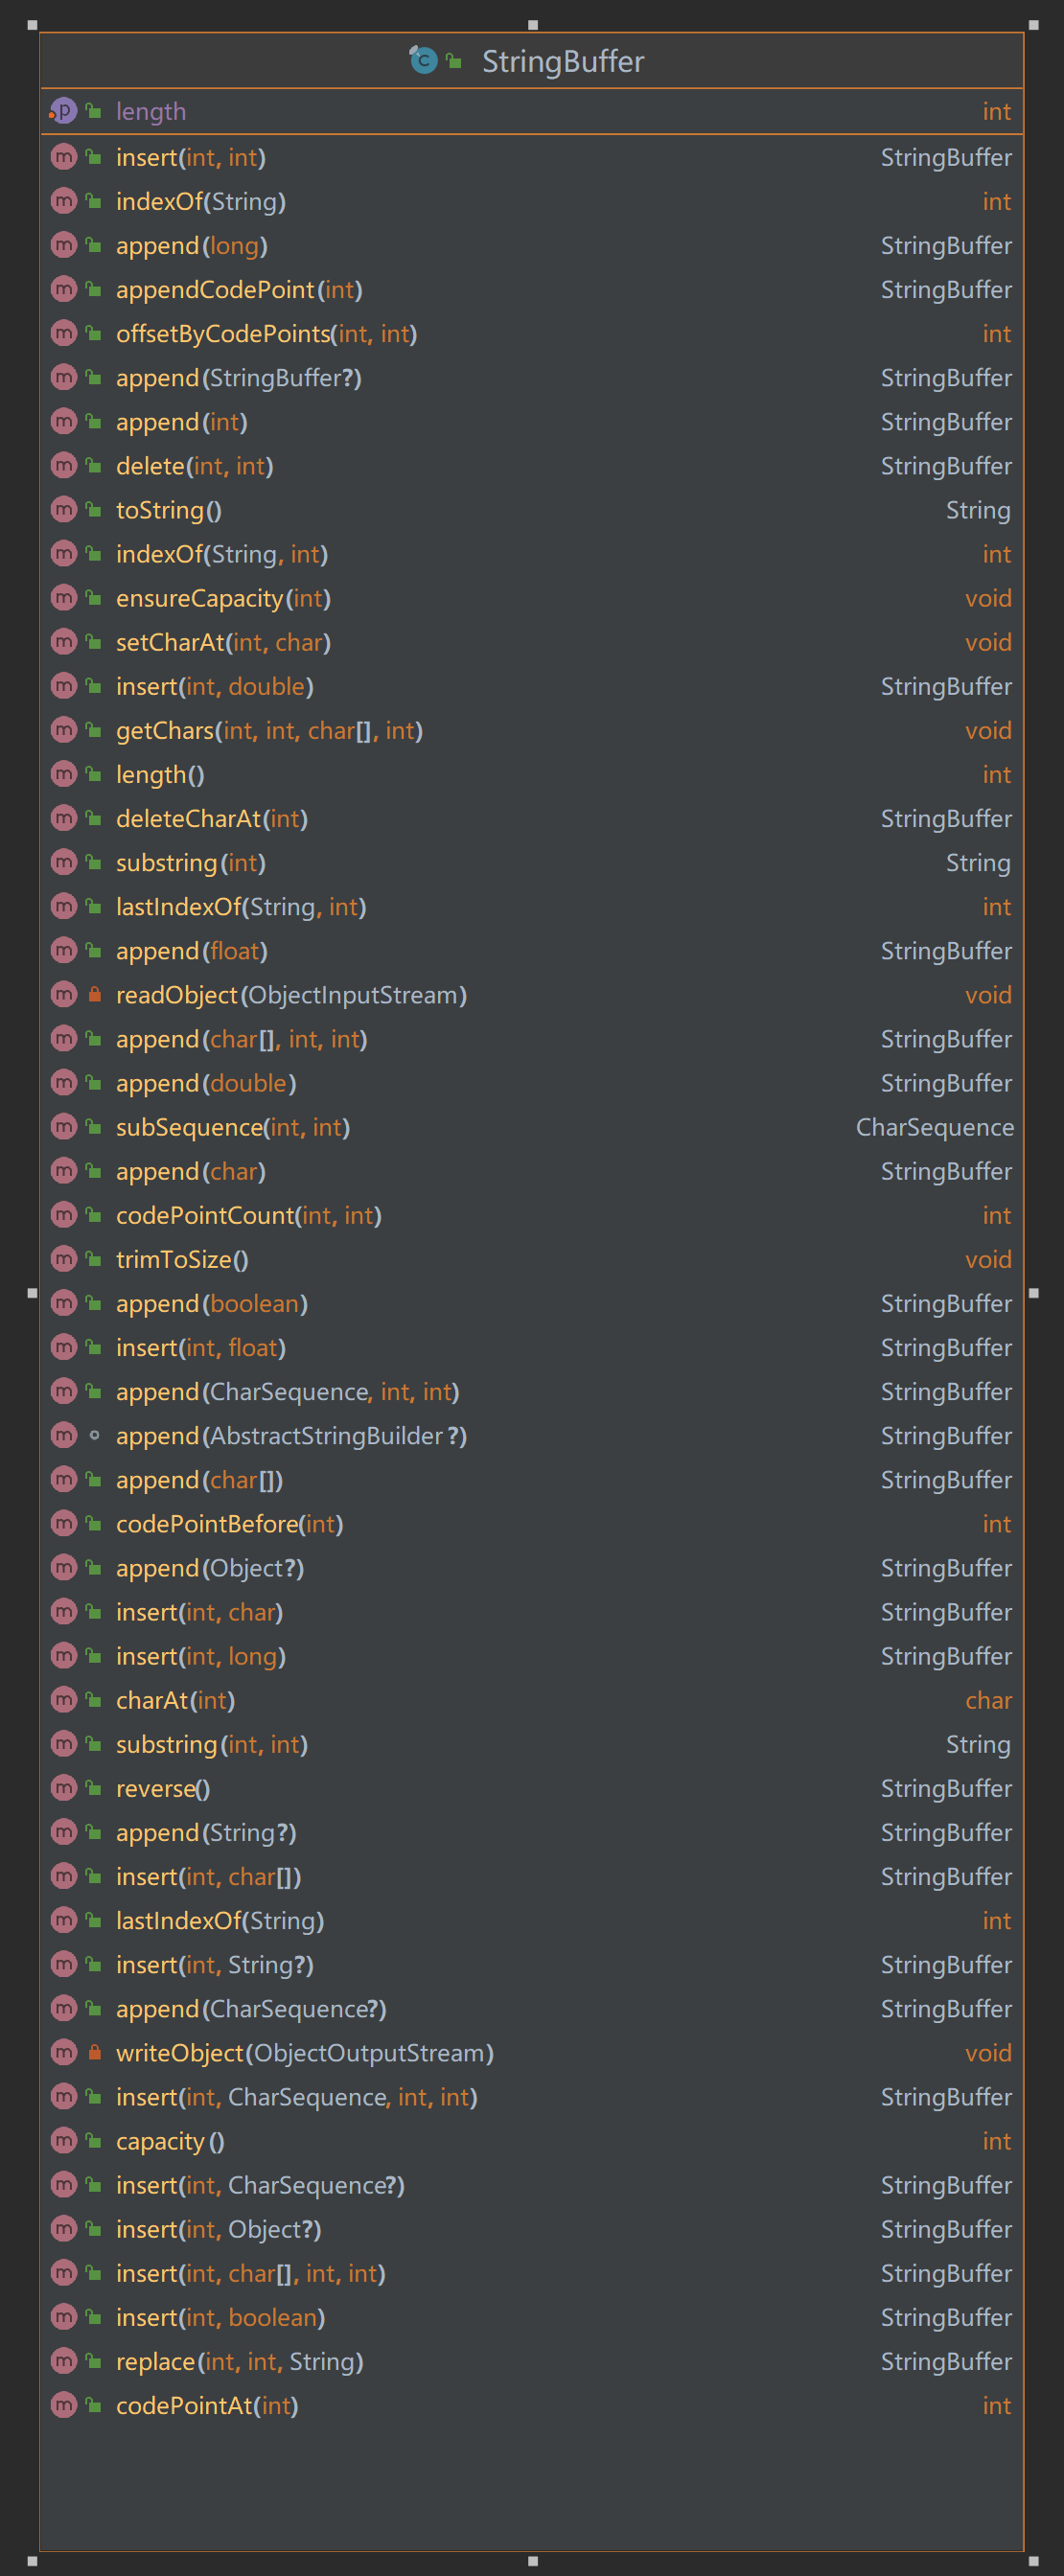 StringBuffer
length int
insert(int, int) StringBuffer
indexOf(String) int
append(long) StringBuffer
appendCodePoint(int) StringBuffer
offsetByCodePoints(int, int) int
append(StringBuffer?) StringBuffer
append(int) StringBuffer
delete(int, int) StringBuffer
toString() String
indexOf(String, int) int
ensureCapacity(int) void
setCharAt(int, char) void
insert(int, double) StringBuffer
getChars(int, int, char[], int) void
length() int
deleteCharAt(int) StringBuffer
substring(int) String
lastIndexOf(String, int) int
append(float) StringBuffer
readObject(ObjectInputStream) void
append(char[], int, int) StringBuffer
append(double) StringBuffer
subSequence(int, int) CharSequence
append(char) StringBuffer
codePointCount(int, int) int
trimToSize() void
append(boolean) StringBuffer
insert(int, float) StringBuffer
append(CharSequence, int, int) StringBuffer
append(AbstractStringBuilder?) StringBuffer
append(char[]) StringBuffer
codePointBefore(int) int
append(Object?) StringBuffer
insert(int, char) StringBuffer
insert(int, long) StringBuffer
charAt(int) char
substring(int, int) String
reverse() StringBuffer
append(String?) StringBuffer
insert(int, char[]) StringBuffer
lastIndexOf(String) int
insert(int, String?) StringBuffer
append(CharSequence?) StringBuffer
writeObject(ObjectOutputStream) void
insert(int, CharSequence, int, int) StringBuffer
capacity() int
insert(int, CharSequence?) StringBuffer
insert(int, Object?) StringBuffer
insert(int, char[], int, int) StringBuffer
insert(int, boolean) StringBuffer
replace(int, int, String) StringBuffer
codePointAt(int) int